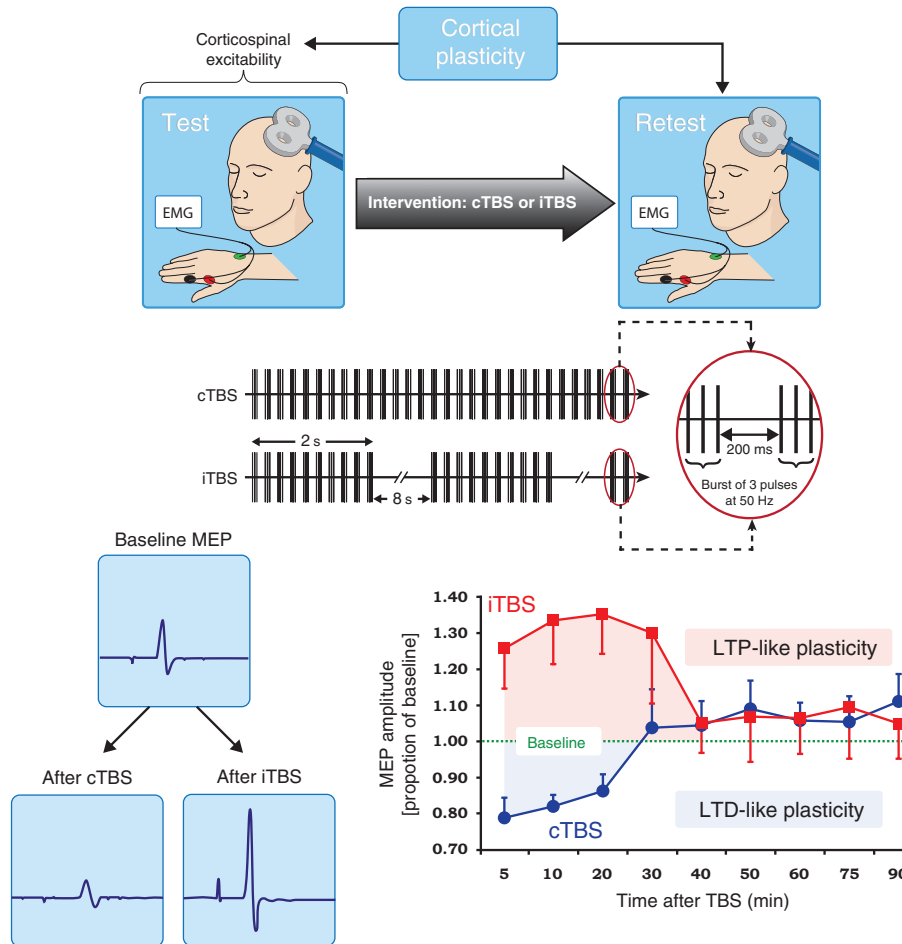 Cortical
plasticity
Corticospinal
excitability
Test
Retest
EMG
Intervention: cTBS or iTBS
EMG
cTBS
2 s
iTBS
8 s
200 ms
Burst of 3 pulses
at 50 Hz
Baseline MEP
After cTBS
After iTBS
MEP amplitude
[propotion of baseline]
1.40
1.30
1.20
1.10
1.00
0.90
0.80
0.70
iTBS
LTP-like plasticity
Baseline
cTBS
LTD-like plasticity
5 10 20 30 40 50 60 75 90
Time after TBS (min)